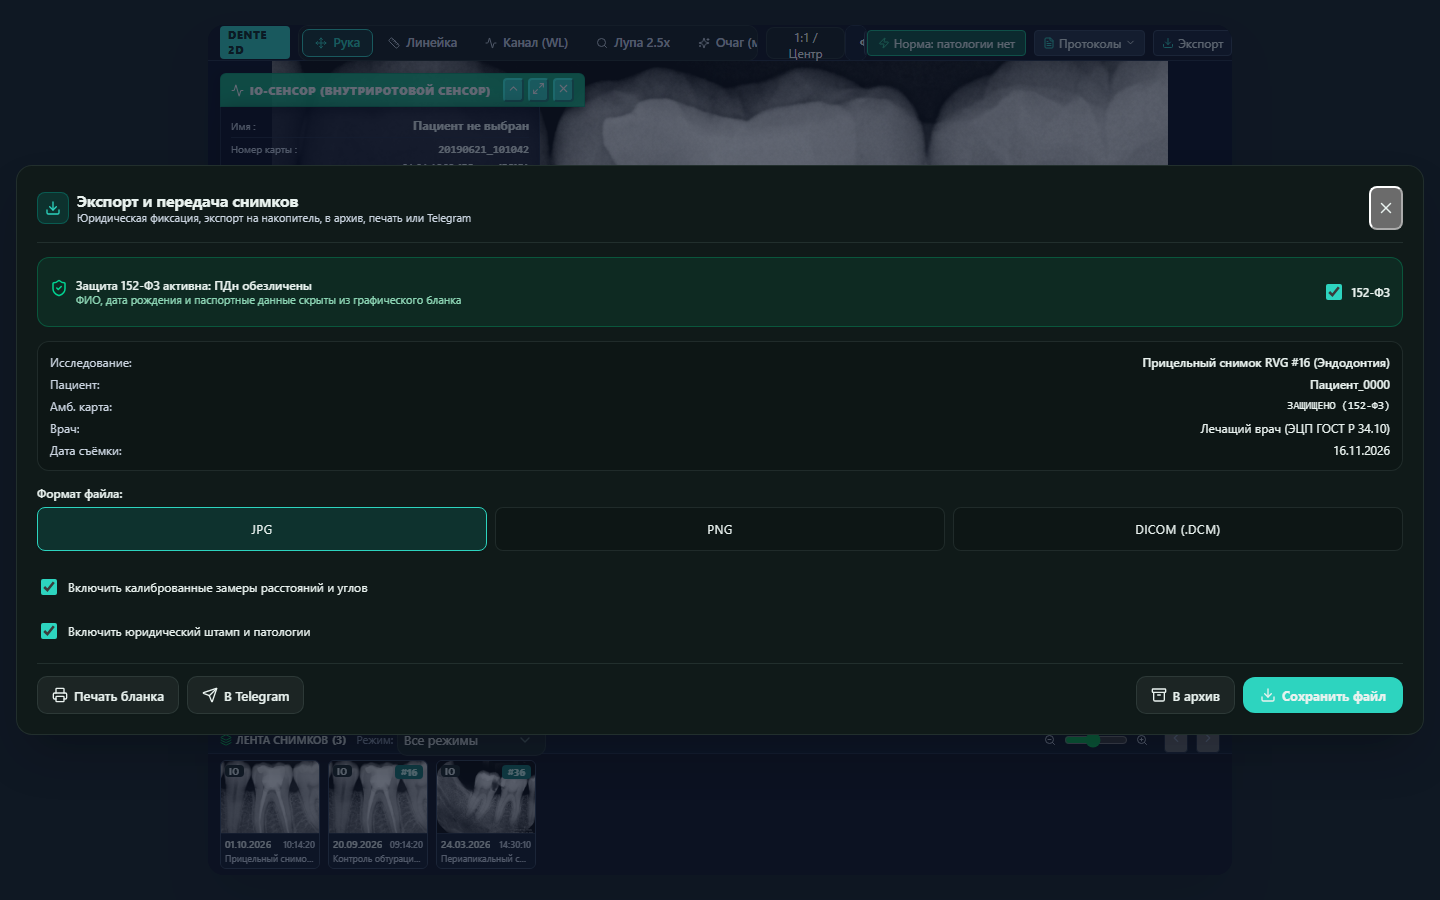 DENTE 2D
Рука
Линейка
Канал (WL)
Лупа 2.5x
Очаг (м
1:1 / Центр
Норма: патологии нет
Протоколы
Экспорт
IO-СЕНСОР (ВНУТРИРОТОВОЙ СЕНСОР)
Имя : Пациент не выбран
Номер карты : 20190621_101042
Экспорт и передача снимков
Юридическая фиксация, экспорт на накопитель, в архив, печать или Telegram
Защита 152-ФЗ активна: ПДн обезличены
ФИО, дата рождения и паспортные данные скрыты из графического бланка
152-ФЗ
Исследование: Прицельный снимок RVG #16 (Эндодонтия)
Пациент: Пациент_0000
Амб. карта: ЗАЩИЩЕНО (152-ФЗ)
Врач: Лечащий врач (ЭЦП ГОСТ Р 34.10)
Дата съёмки: 16.11.2026
Формат файла:
JPG
PNG
DICOM (.DCM)
Включить калиброванные замеры расстояний и углов
Включить юридический штамп и патологии
Печать бланка
В Telegram
В архив
Сохранить файл
ЛЕНТА СНИМКОВ (3) Режим: Все режимы
IO
IO #16
IO #36
01.10.2026 10:14:20
Прицельный снимо...
20.09.2026 09:14:20
Контроль обтураци...
24.03.2026 14:30:10
Периапикальный с...